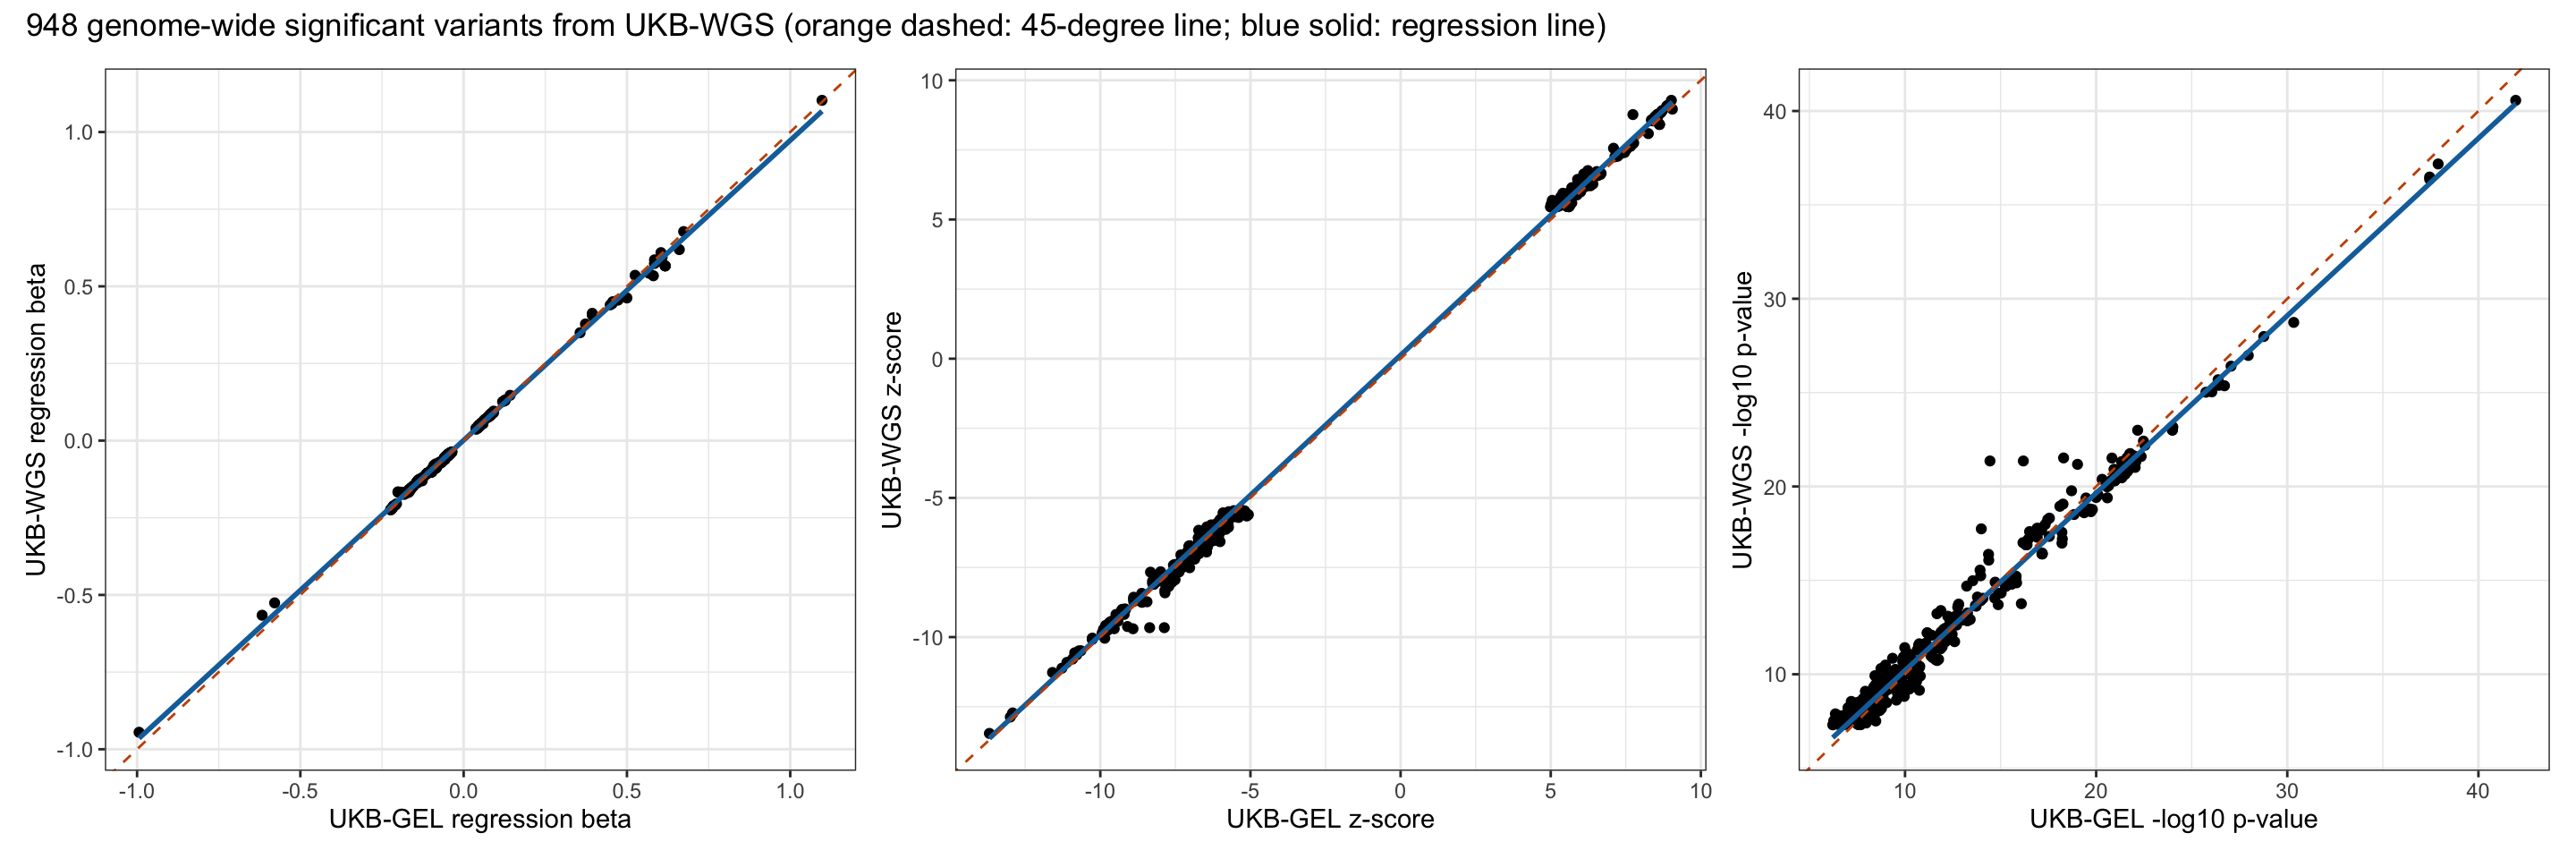 948 genome-wide significant variants from UKB-WGS (orange dashed: 45-degree line; blue solid: regression line)
UKB-WGS regression beta
1.0
0.5
0.0
-0.5
-1.0
-1.0 -0.5 0.0 0.5 1.0
UKB-GEL regression beta
UKB-WGS z-score
10
5
0
-5
-10
-10 -5 0 5 10
UKB-GEL z-score
UKB-WGS -log10 p-value
40
30
20
10
10 20 30 40
UKB-GEL -log10 p-value